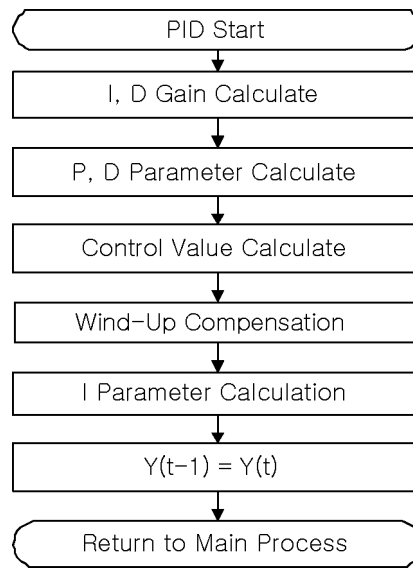 PID Start
I, D Gain Calculate
P, D Parameter Calculate
Control Value Calculate
Wind-Up Compensation
I Parameter Calculation
Y(t-1) = Y(t)
Return to Main Process